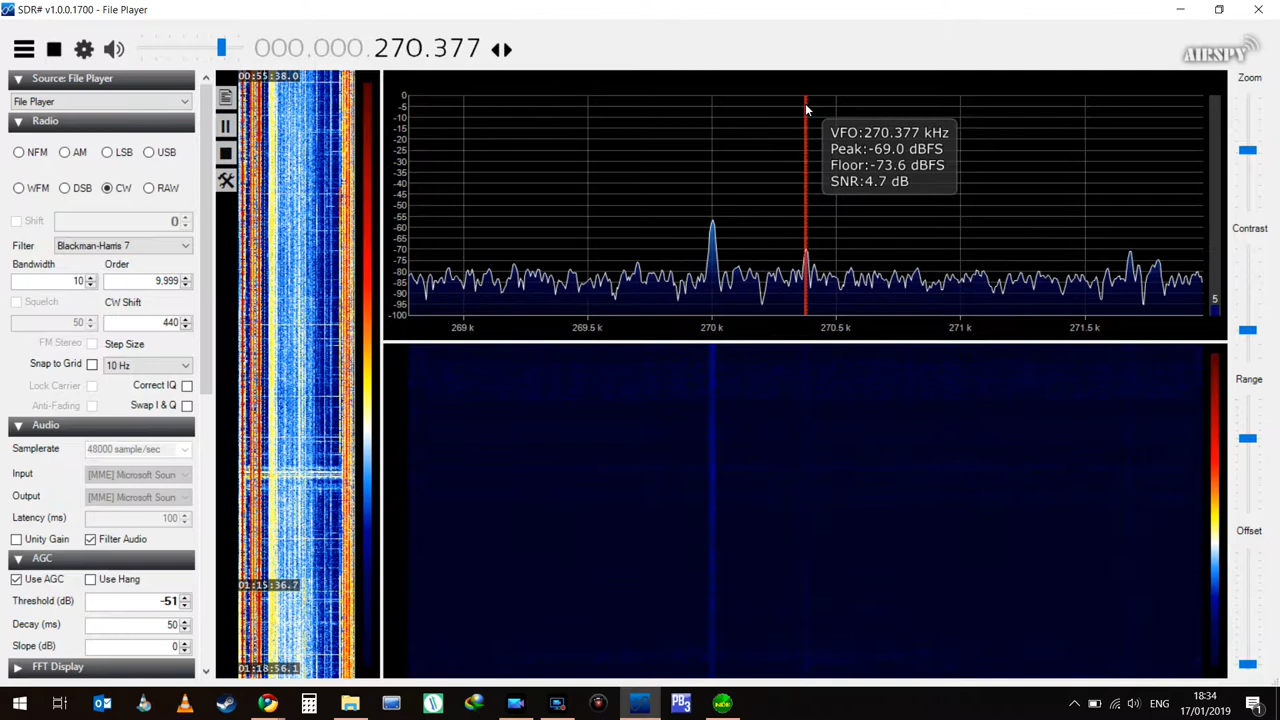 SDR# v1.0.0.1700 - File Player
000.000.270.377
AIRSPY
Source: File Player
File Player
Radio
NFM AM LSB USB
WFM DSB CW RAW
Shift 0
Filter Blackman-Harris 7
Bandwidth Order
10 9.999
Squelch CW Shift
50 440
FM Stereo Step Size
Snap to Grid 10 Hz
Lock Carrier Correct IQ
Anti-Fading Swap I & Q
Audio
Samplerate 48000 sample/sec
Input [MME] Microsoft Soun
Output [MME] Microsoft Soun
Latency (ms) 100
Unity Gain Filter Audio
AGC
Use AGC Use Hang
Threshold (dB) -51
Decay (ms) 50
Slope (dB) 0
FFT Display
00:55:38.0
01:15:36.7
01:18:56.1
0
-5
-10
-15
-20
-25
-30
-35
-40
-45
-50
-55
-60
-65
-70
-75
-80
-85
-90
-95
-100
VFO:270.377 kHz
Peak:-69.0 dBFS
Floor:-73.6 dBFS
SNR:4.7 dB
269 k 269.5 k 270 k 270.5 k 271 k 271.5 k
5
Zoom
Contrast
Range
Offset
PB3
NDB
ENG
18:34
17/01/2019
1